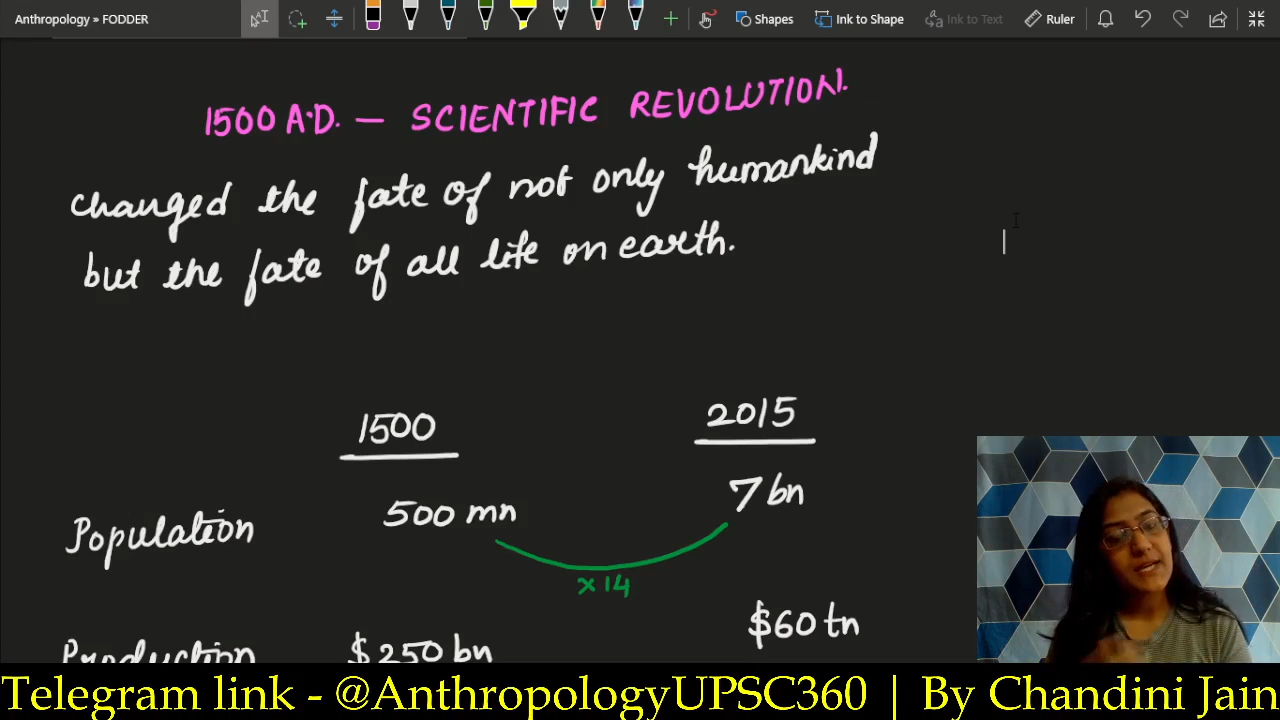 Anthropology » FODDER
Shapes
Ink to Shape
Ink to Text
Ruler
1500 A.D. — SCIENTIFIC REVOLUTION.
changed the fate of not only humankind
but the fate of all life on earth.
1500 2015
Population 500 mn 7 bn
x 14
Production $250 bn $60 tn
Telegram link - @AnthropologyUPSC360 | By Chandini Jain